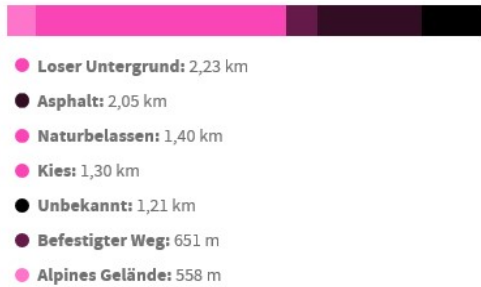 Loser Untergrund: 2,23 km
Asphalt: 2,05 km
Naturbelassen: 1,40 km
Kies: 1,30 km
Unbekannt: 1,21 km
Befestigter Weg: 651 m
Alpines Gelände: 558 m